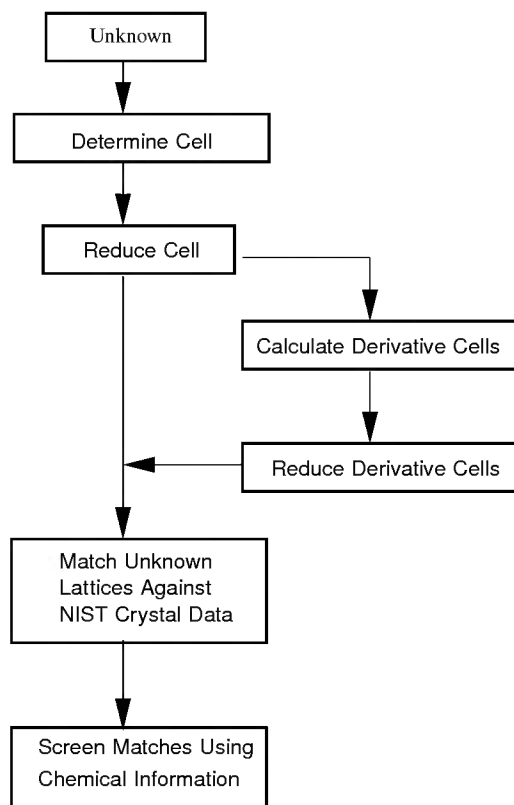 Unknown
Determine Cell
Reduce Cell
Calculate Derivative Cells
Reduce Derivative Cells
Match Unknown
Lattices Against
NIST Crystal Data
Screen Matches Using
Chemical Information